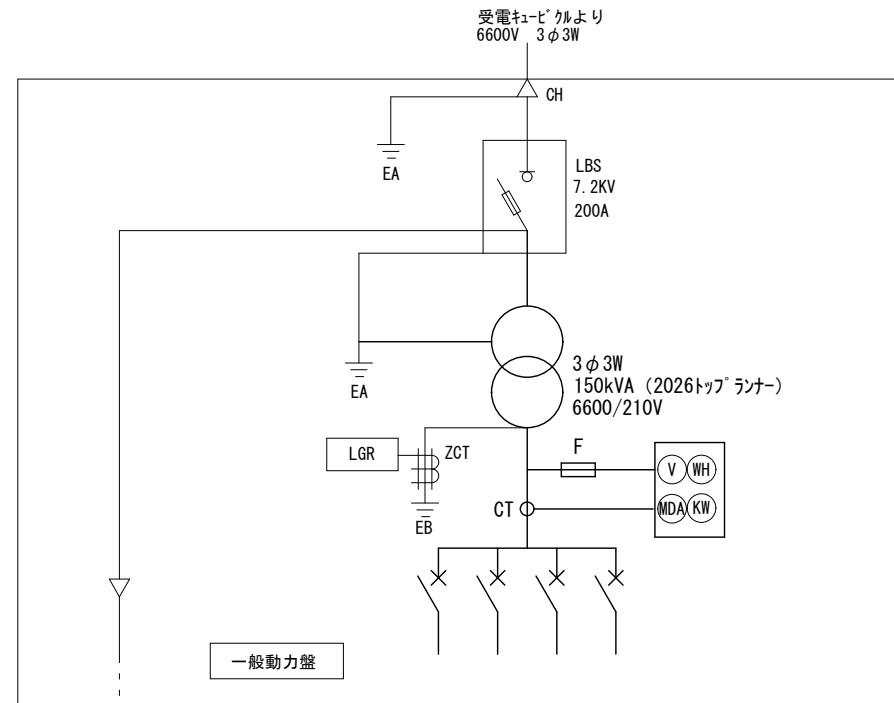 受電ｷｭｰﾋﾞｸﾙより
6600V 3φ3W
CH
EA
LBS
7.2KV
200A
EA
3φ3W
150kVA (2026ﾄｯﾌﾟﾗﾝﾅｰ)
6600/210V
LGR
ZCT
F
V
WH
EB
CT
MDA
KW
一般動力盤